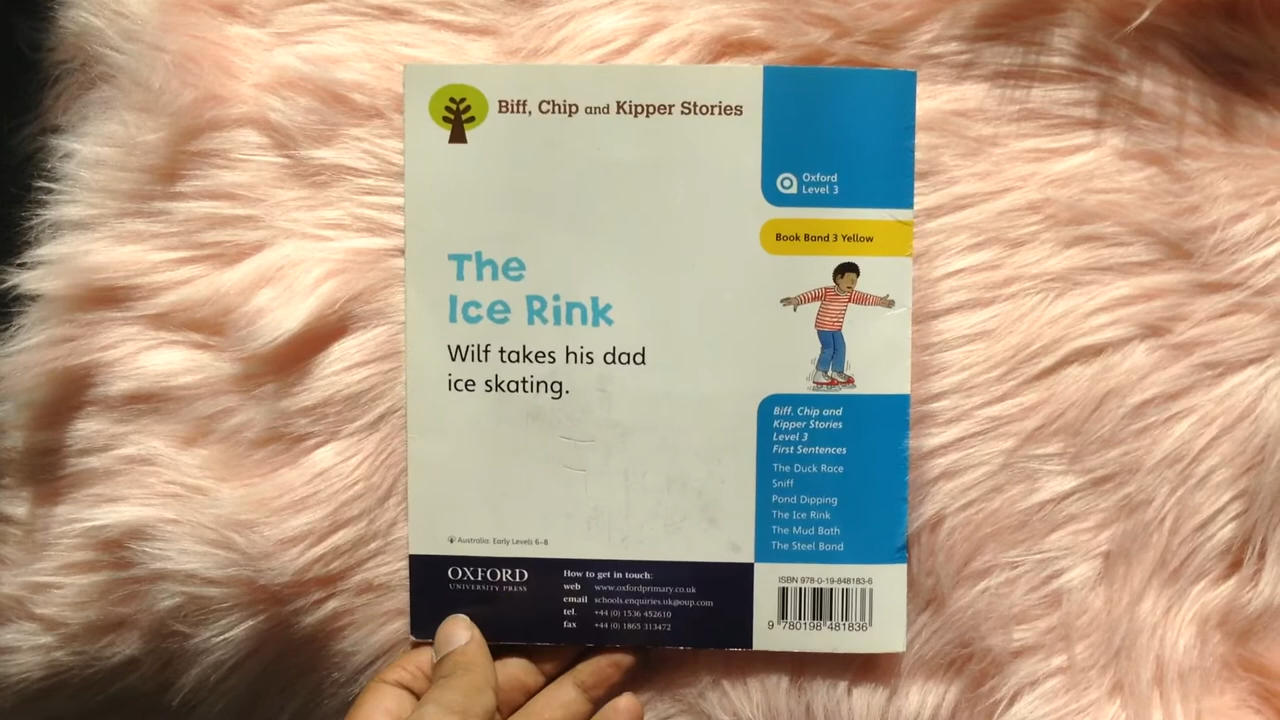 Biff, Chip and Kipper Stories
Oxford
Level 3
Book Band 3 Yellow
The
Ice Rink
Wilf takes his dad
ice skating.
Biff, Chip and
Kipper Stories
Level 3
First Sentences
The Duck Race
Sniff
Pond Dipping
The Ice Rink
The Mud Bath
The Steel Band
Australia: Early Levels 6–8
OXFORD
UNIVERSITY PRESS
How to get in touch:
web www.oxfordprimary.co.uk
email schools.enquiries.uk@oup.com
tel. +44 (0) 1536 452610
fax +44 (0) 1865 313472
ISBN 978-0-19-848183-6
9 780198 481836